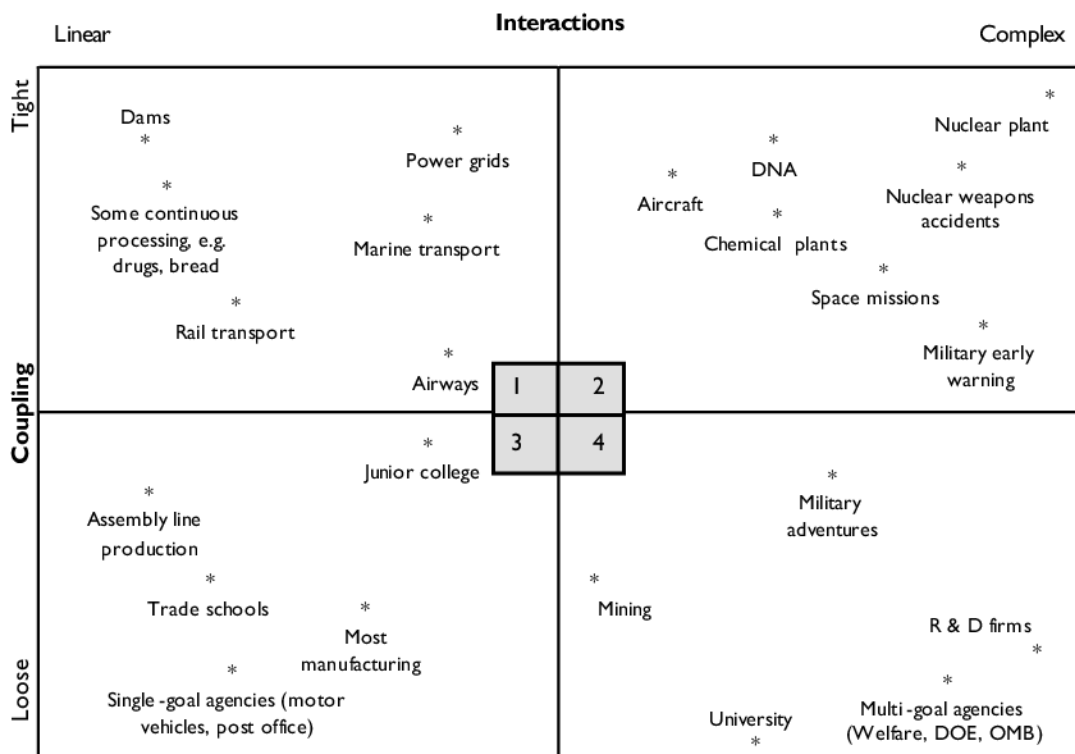 Interactions
Linear
Complex
Tight
Coupling
Loose
Dams
*
*
Power grids
*
Some continuous
processing, e.g.
drugs, bread
*
Marine transport
*
Rail transport
*
Airways
*
Nuclear plant
*
DNA
*
Aircraft
*
Nuclear weapons
accidents
*
Chemical plants
*
Space missions
*
Military early
warning
1
2
3
4
*
Junior college
*
Assembly line
production
*
Trade schools
*
Most
manufacturing
*
Single-goal agencies (motor
vehicles, post office)
*
Military
adventures
*
Mining
R & D firms
*
*
Multi-goal agencies
(Welfare, DOE, OMB)
University
*